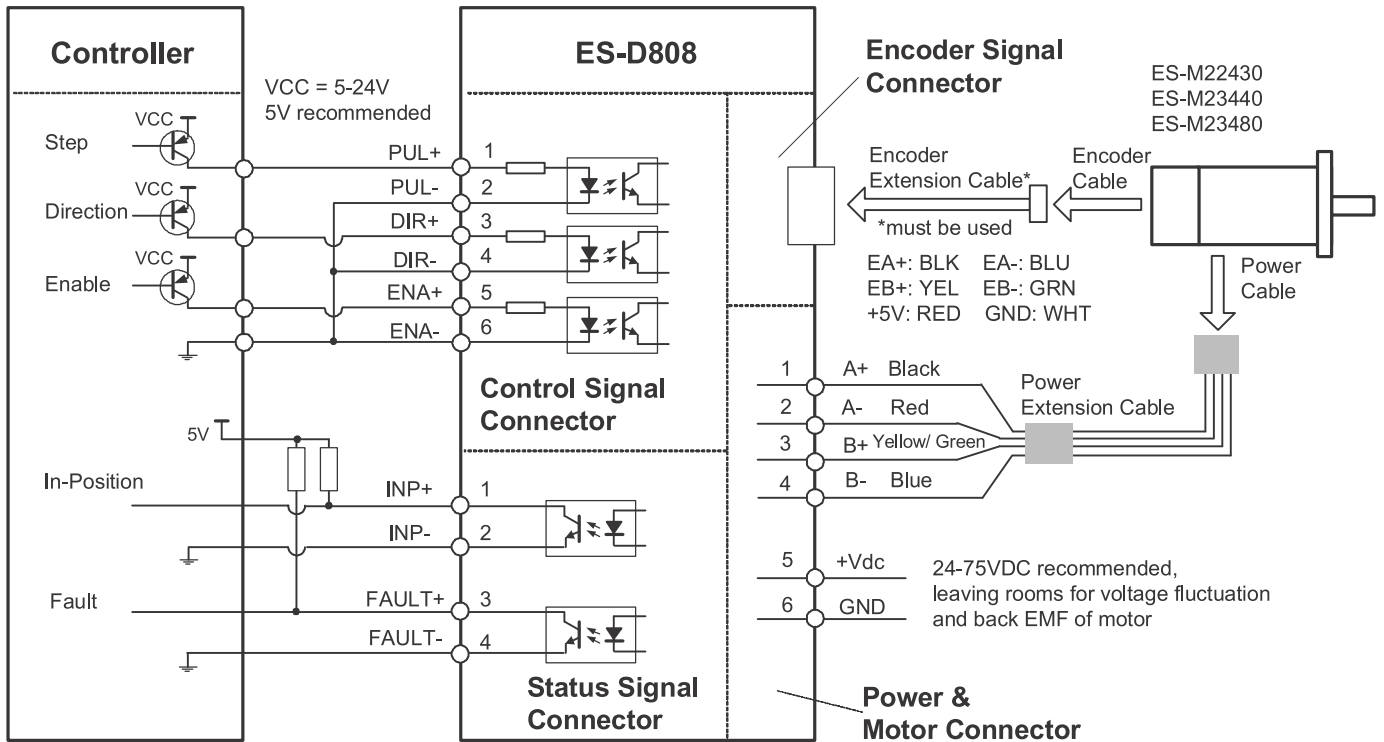 Controller
VCC = 5-24V
5V recommended
VCC
Step
VCC
Direction
VCC
Enable
5V
In-Position
Fault
ES-D808
PUL+ 1
PUL- 2
DIR+ 3
DIR- 4
ENA+ 5
ENA- 6
Control Signal
Connector
INP+ 1
INP- 2
FAULT+ 3
FAULT- 4
Status Signal
Connector
Encoder Signal
Connector
ES-M22430
ES-M23440
ES-M23480
Encoder
Extension Cable*
*must be used
Encoder
Cable
EA+: BLK EA-: BLU
EB+: YEL EB-: GRN
+5V: RED GND: WHT
Power
Cable
1 A+ Black
2 A- Red
3 B+ Yellow/ Green
4 B- Blue
Power
Extension Cable
5 +Vdc
6 GND
24-75VDC recommended,
leaving rooms for voltage fluctuation
and back EMF of motor
Power &
Motor Connector